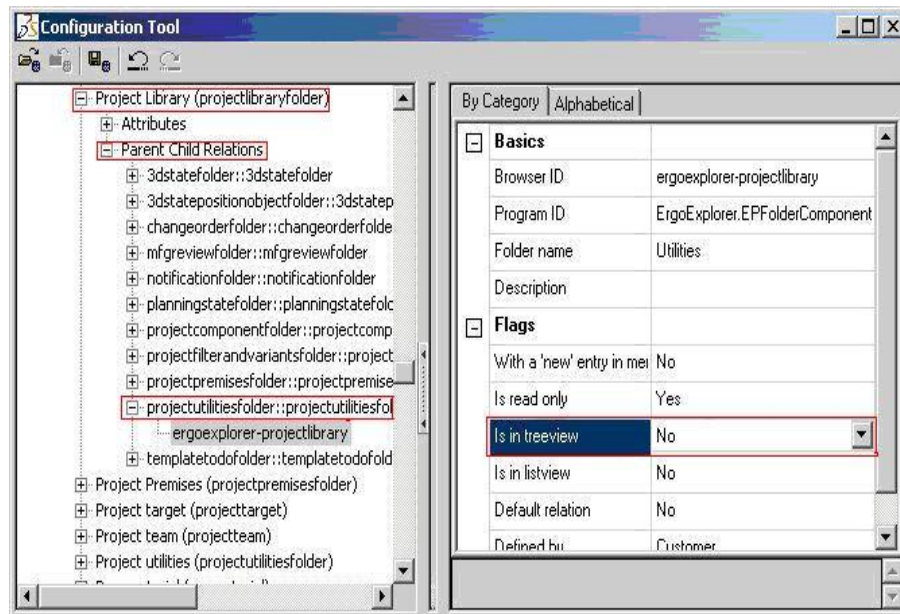 Configuration Tool
Project Library (projectlibraryfolder)
Attributes
Parent Child Relations
3dstatefolder::3dstatefolder
3dstatepositionobjectfolder::3dstatep
changeorderfolder::changeorderfolde
mfgreviewfolder::mfgreviewfolder
notificationfolder::notificationfolder
planningstatefolder::planningstatefolc
projectcomponentfolder::projectcomp
projectfilterandvariantsfolder::project
projectpremisesfolder::projectpremise
projectutilitiesfolder::projectutilitiesfol
ergoexplorer-projectlibrary
templatetodofolder::templatetodofold
Project Premises (projectpremisesfolder)
Project target (projecttarget)
Project team (projectteam)
Project utilities (projectutilitiesfolder)
By Category Alphabetical
Basics
Browser ID ergoexplorer-projectlibrary
Program ID ErgoExplorer.EPFolderComponent
Folder name Utilities
Description
Flags
With a 'new' entry in mer No
Is read only Yes
Is in treeview No
Is in listview No
Default relation No
Defined by Customer